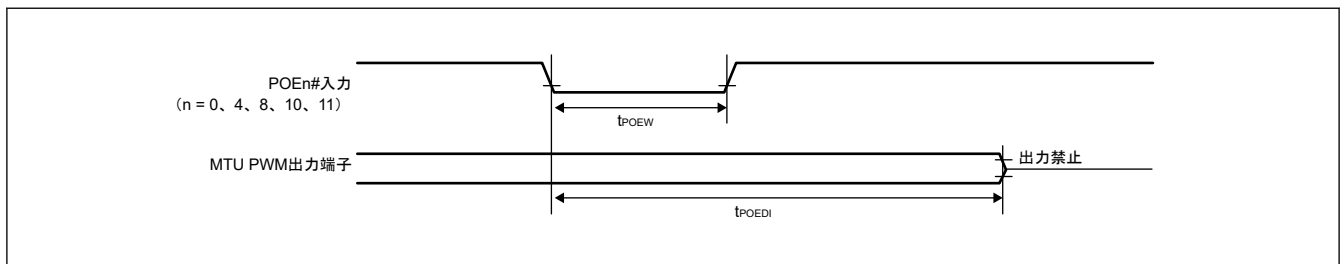 POEn#入力
（n = 0、4、8、10、11）
tPOEW
MTU PWM出力端子
出力禁止
tPOEDI